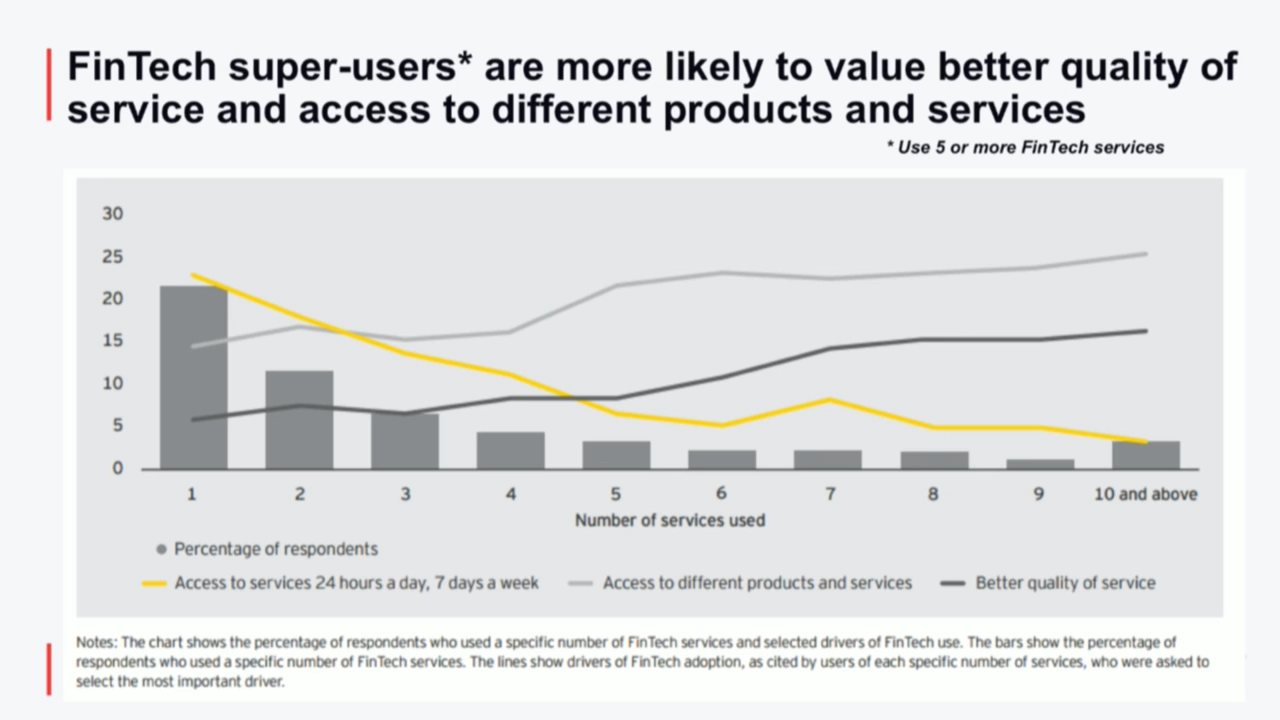 FinTech super-users* are more likely to value better quality of
service and access to different products and services
* Use 5 or more FinTech services
30
25
20
15
10
5
0
1 2 3 4 5 6 7 8 9 10 and above
Number of services used
Percentage of respondents
Access to services 24 hours a day, 7 days a week Access to different products and services Better quality of service
Notes: The chart shows the percentage of respondents who used a specific number of FinTech services and selected drivers of FinTech use. The bars show the percentage of
respondents who used a specific number of FinTech services. The lines show drivers of FinTech adoption, as cited by users of each specific number of services, who were asked to
select the most important driver.